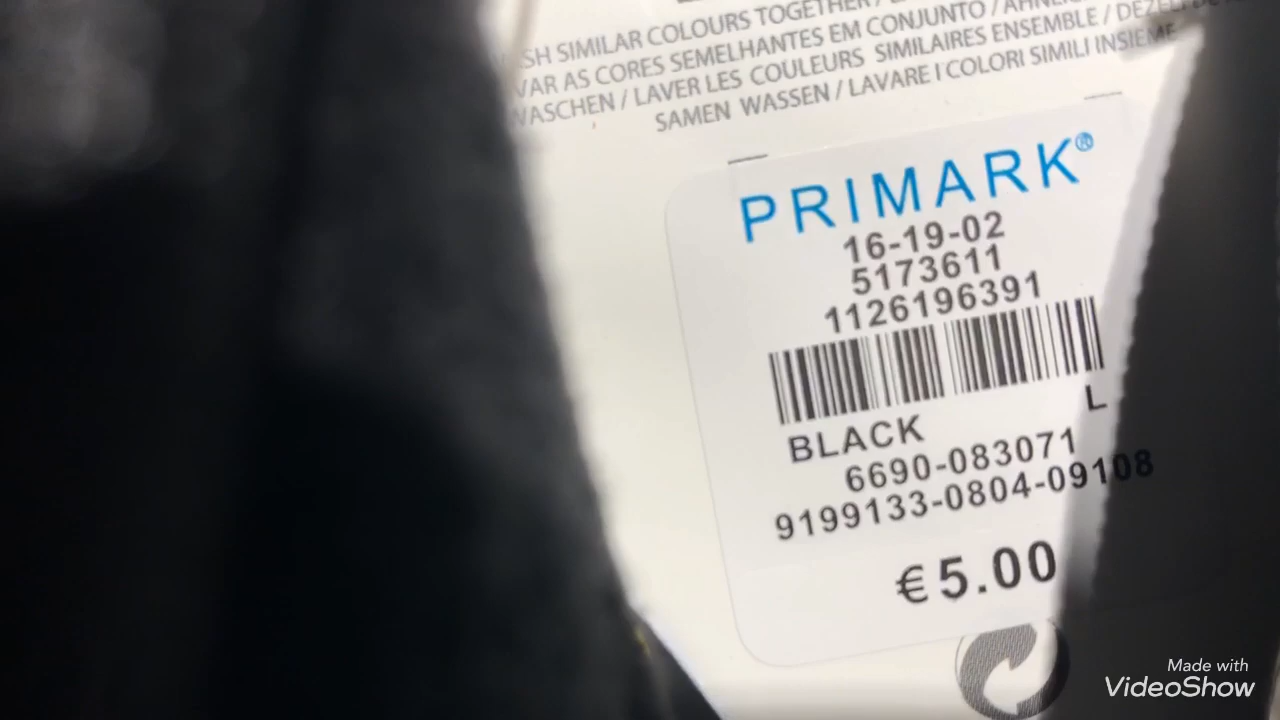 SH SIMILAR COLOURS TOGETHER /
VAR AS CORES SEMELHANTES EM CONJUNTO /
WASCHEN / LAVER LES COULEURS SIMILAIRES ENSEMBLE /
SAMEN WASSEN / LAVARE I COLORI SIMILI INSIEME
PRIMARK®
16-19-02
5173611
1126196391
L
BLACK
6690-083071
9199133-0804-09108
€5.00
Made with
VideoShow